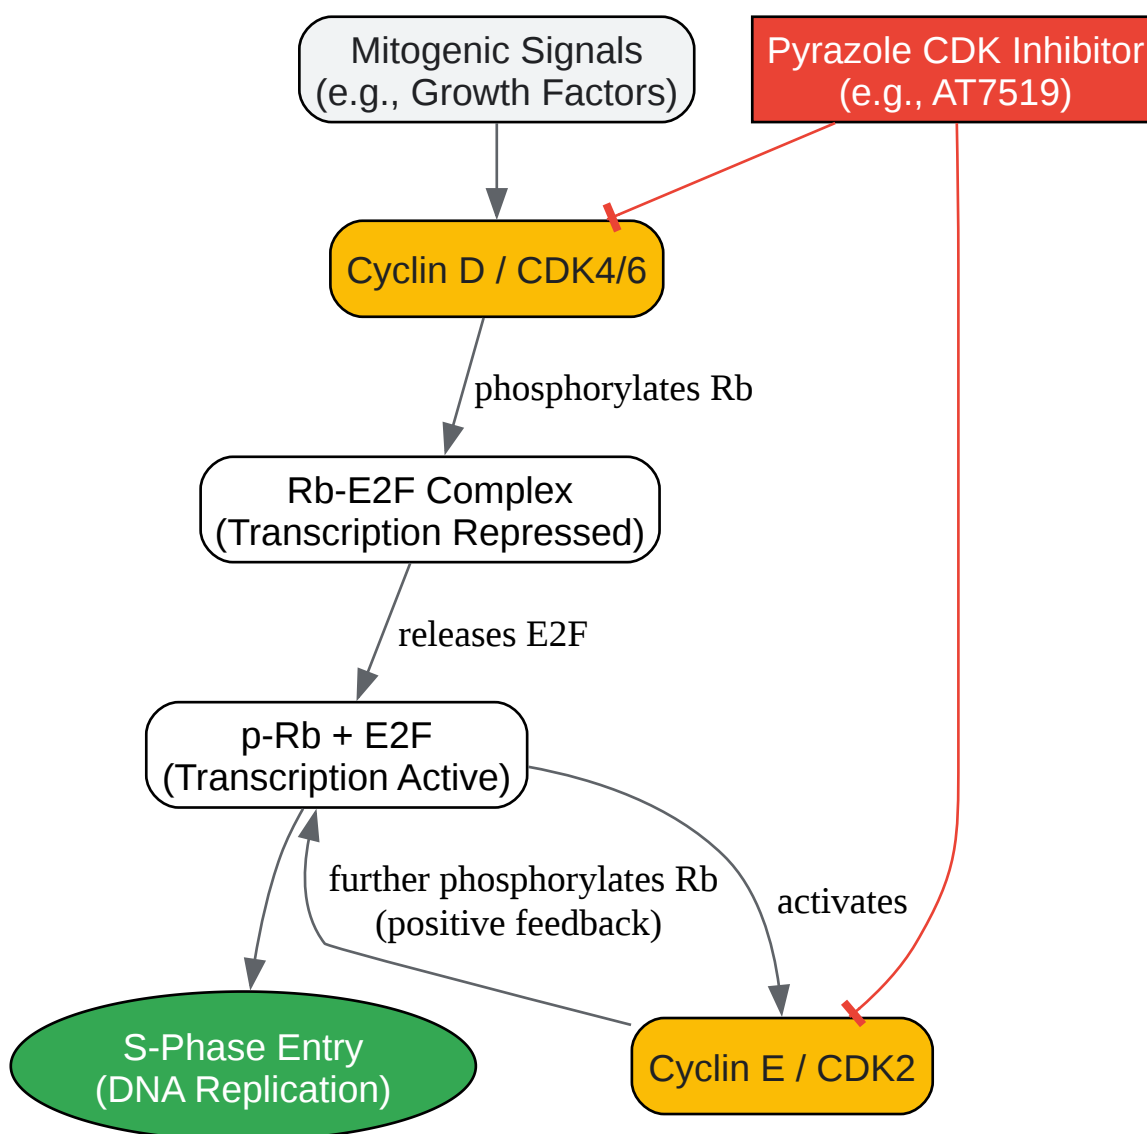 Mitogenic Signals
(e.g., Growth Factors)
Pyrazole CDK Inhibitor
(e.g., AT7519)
Cyclin D / CDK4/6
phosphorylates Rb
Rb-E2F Complex
(Transcription Repressed)
releases E2F
p-Rb + E2F
(Transcription Active)
further phosphorylates Rb
(positive feedback)
activates
S-Phase Entry
(DNA Replication)
Cyclin E / CDK2